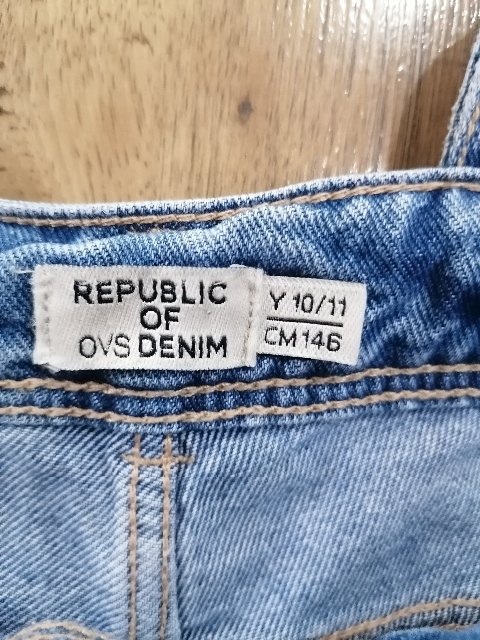 REPUBLIC
OF
OVS DENIM
Y 10/11
CM 146